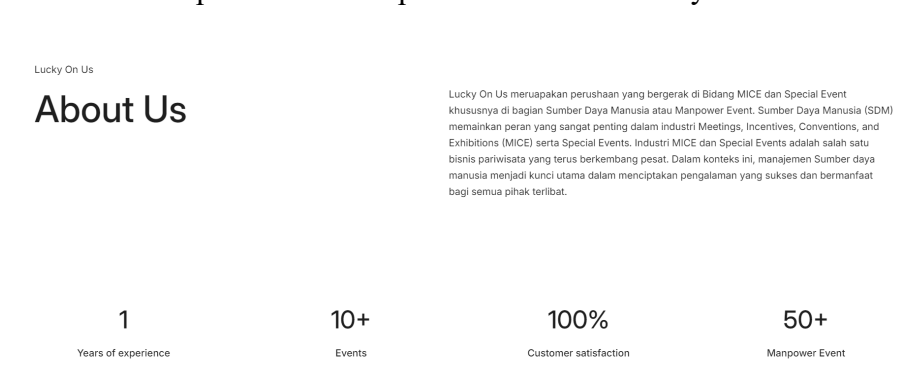 Lucky On Us
About Us
Lucky On Us meruapakan perushaan yang bergerak di Bidang MICE dan Special Event
khususnya di bagian Sumber Daya Manusia atau Manpower Event. Sumber Daya Manusia (SDM)
memainkan peran yang sangat penting dalam industri Meetings, Incentives, Conventions, and
Exhibitions (MICE) serta Special Events. Industri MICE dan Special Events adalah salah satu
bisnis pariwisata yang terus berkembang pesat. Dalam konteks ini, manajemen Sumber daya
manusia menjadi kunci utama dalam menciptakan pengalaman yang sukses dan bermanfaat
bagi semua pihak terlibat.
1
10+
100%
50+
Years of experience
Events
Customer satisfaction
Manpower Event